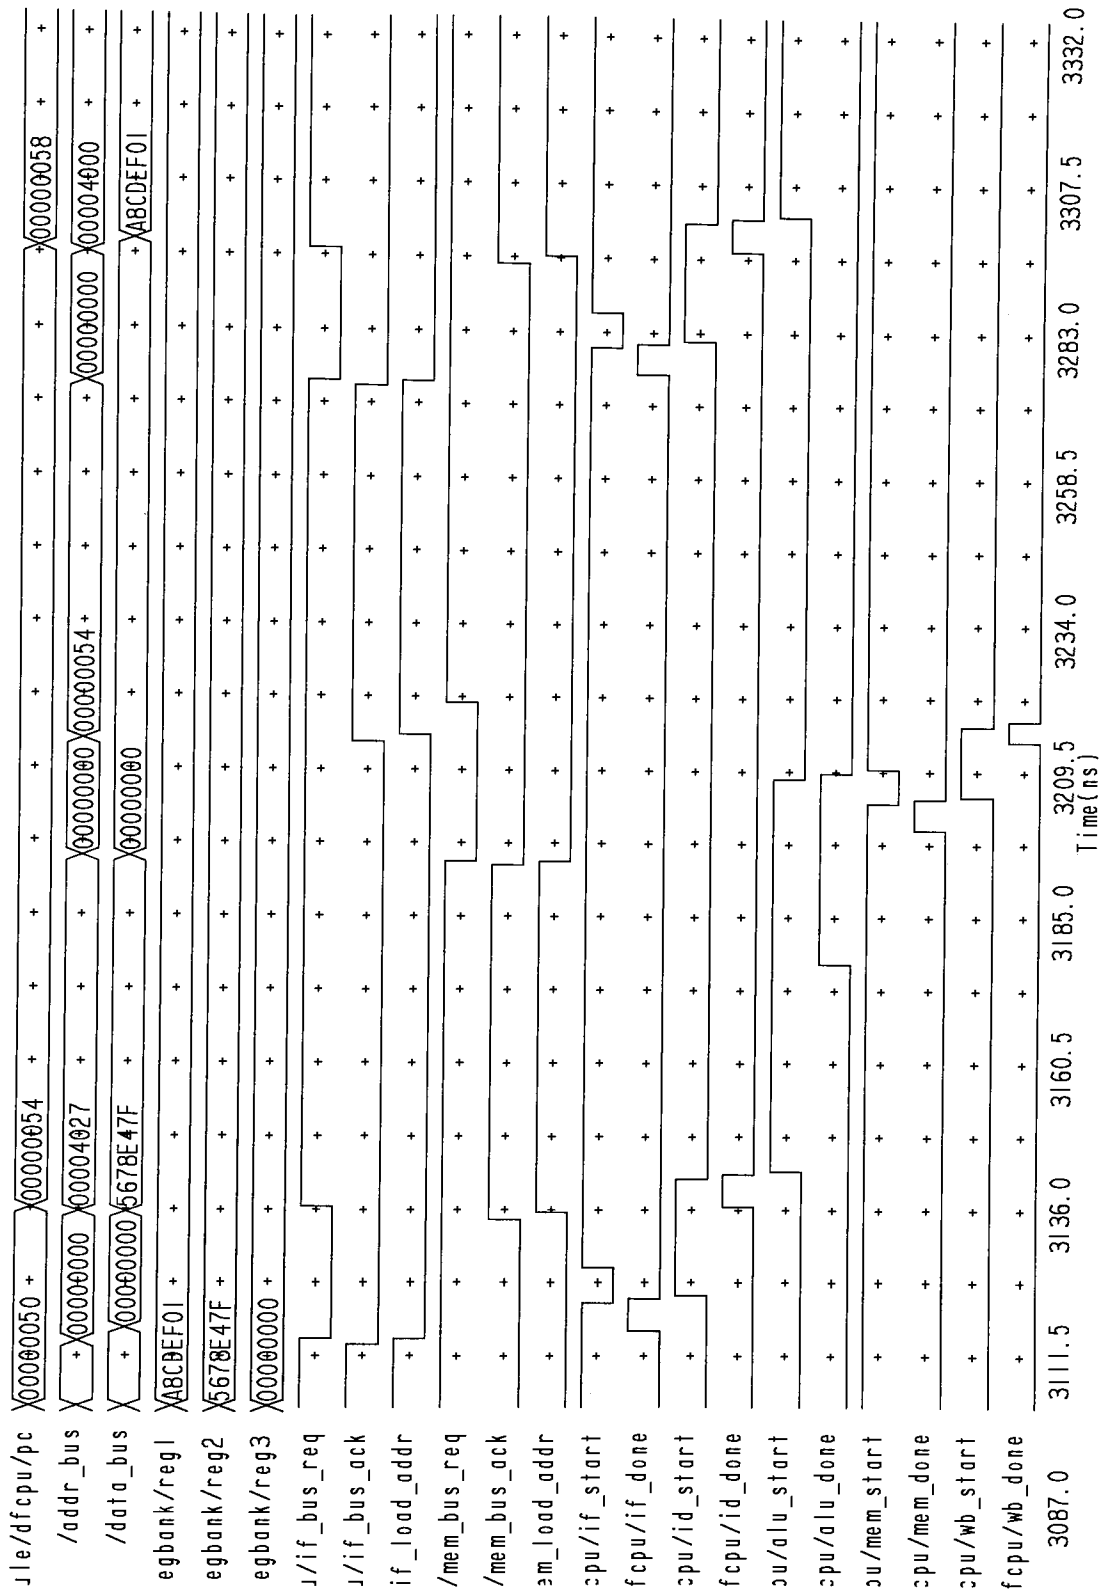 ule/dfcpu/pc 00000050 00000054 00000058
/addr_bus 00000000 00004027 00000000 00000054 00000000 00004000
/data_bus 00000000 5678E47F 00000000 ABCDEF01
egbank/reg1 ABCDEF01
egbank/reg2 5678E47F
egbank/reg3 00000000
u/if_bus_req
u/if_bus_ack
if_load_addr
/mem_bus_req
/mem_bus_ack
em_load_addr
cpu/if_start
fcpu/if_done
cpu/id_start
fcpu/id_done
pu/alu_start
cpu/alu_done
pu/mem_start
cpu/mem_done
cpu/wb_start
fcpu/wb_done
3087.0 3111.5 3136.0 3160.5 3185.0 3209.5 3234.0 3258.5 3283.0 3307.5 3332.0
Time(ns)